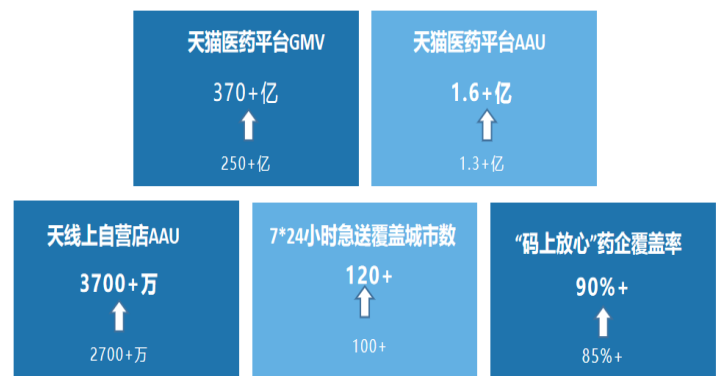 天猫医药平台GMV
370+亿
250+亿
天猫医药平台AAU
1.6+亿
1.3+亿
天线上自营店AAU
3700+万
2700+万
7*24小时急送覆盖城市数
120+
100+
“码上放心”药企覆盖率
90%+
85%+